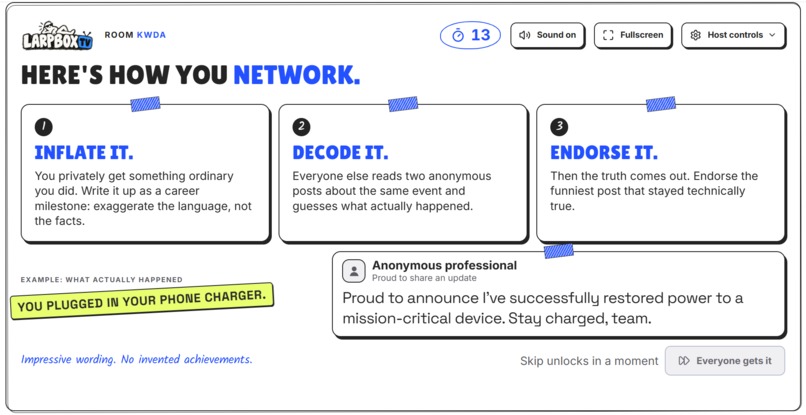 LARPBOX TV
ROOM KWDA
13
Sound on
Fullscreen
Host controls
HERE'S HOW YOU NETWORK.
1
INFLATE IT.
You privately get something ordinary
you did. Write it up as a career
milestone: exaggerate the language, not
the facts.
2
DECODE IT.
Everyone else reads two anonymous
posts about the same event and
guesses what actually happened.
3
ENDORSE IT.
Then the truth comes out. Endorse the
funniest post that stayed technically
true.
EXAMPLE: WHAT ACTUALLY HAPPENED
YOU PLUGGED IN YOUR PHONE CHARGER.
Anonymous professional
Proud to share an update
Proud to announce I've successfully restored power to a
mission-critical device. Stay charged, team.
Impressive wording. No invented achievements.
Skip unlocks in a moment
Everyone gets it